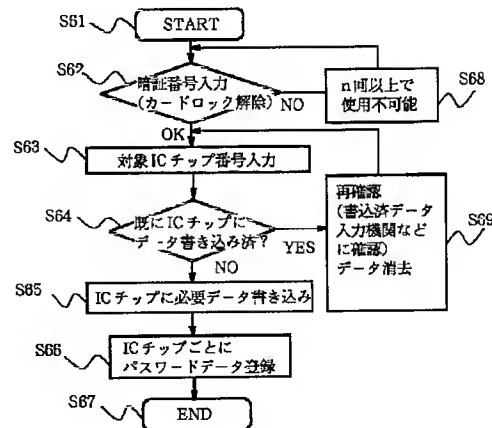 S61
START
S62
暗証番号入力
(カードロック解除)
NO
n回以上で
使用不可能
S68
OK
S63
対象ICチップ番号入力
S64
既にICチップに
データ書き込み済?
YES
再確認
(書込済データ
入力機関など
に確認)
データ消去
S69
NO
S65
ICチップに必要データ書き込み
S66
ICチップごとに
パスワードデータ登録
S67
END